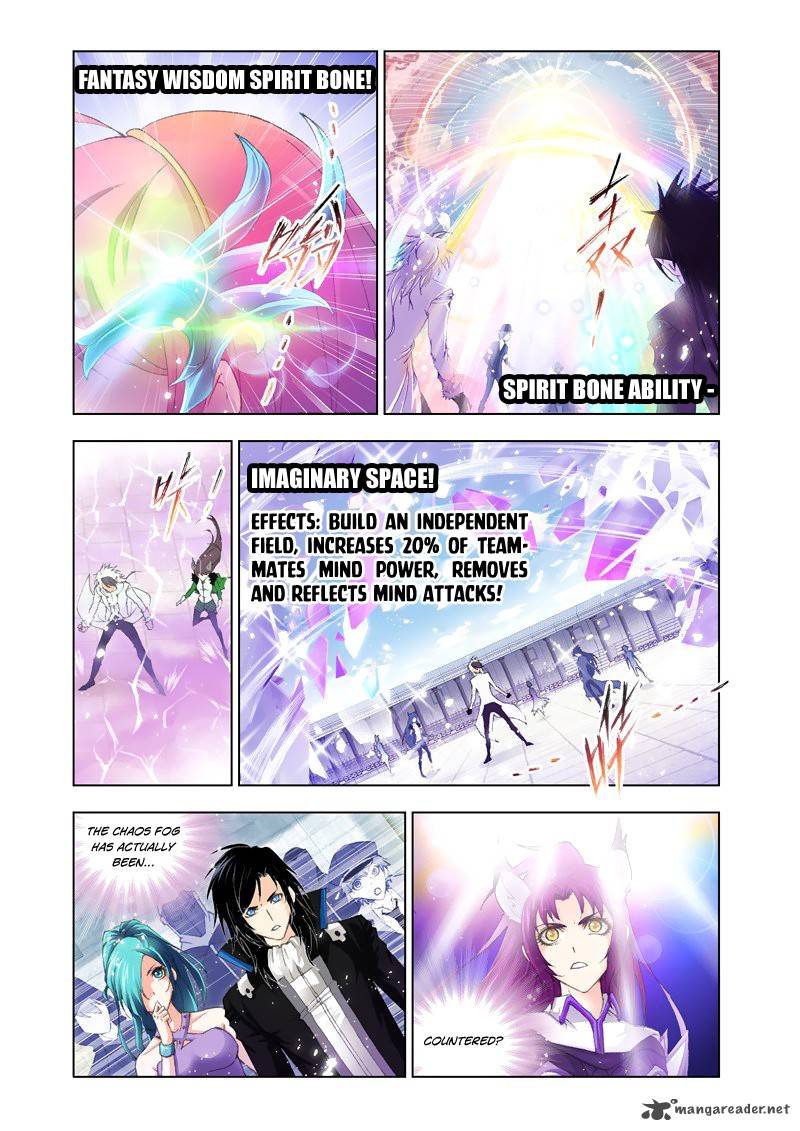 FANTASY WISDOM SPIRIT BONE!
SPIRIT BONE ABILITY -
IMAGINARY SPACE!
EFFECTS: BUILD AN INDEPENDENT
FIELD, INCREASES 20% OF TEAM-
MATES MIND POWER, REMOVES
AND REFLECTS MIND ATTACKS!
THE CHAOS FOG
HAS ACTUALLY
BEEN...
COUNTERED?
mangareader.net